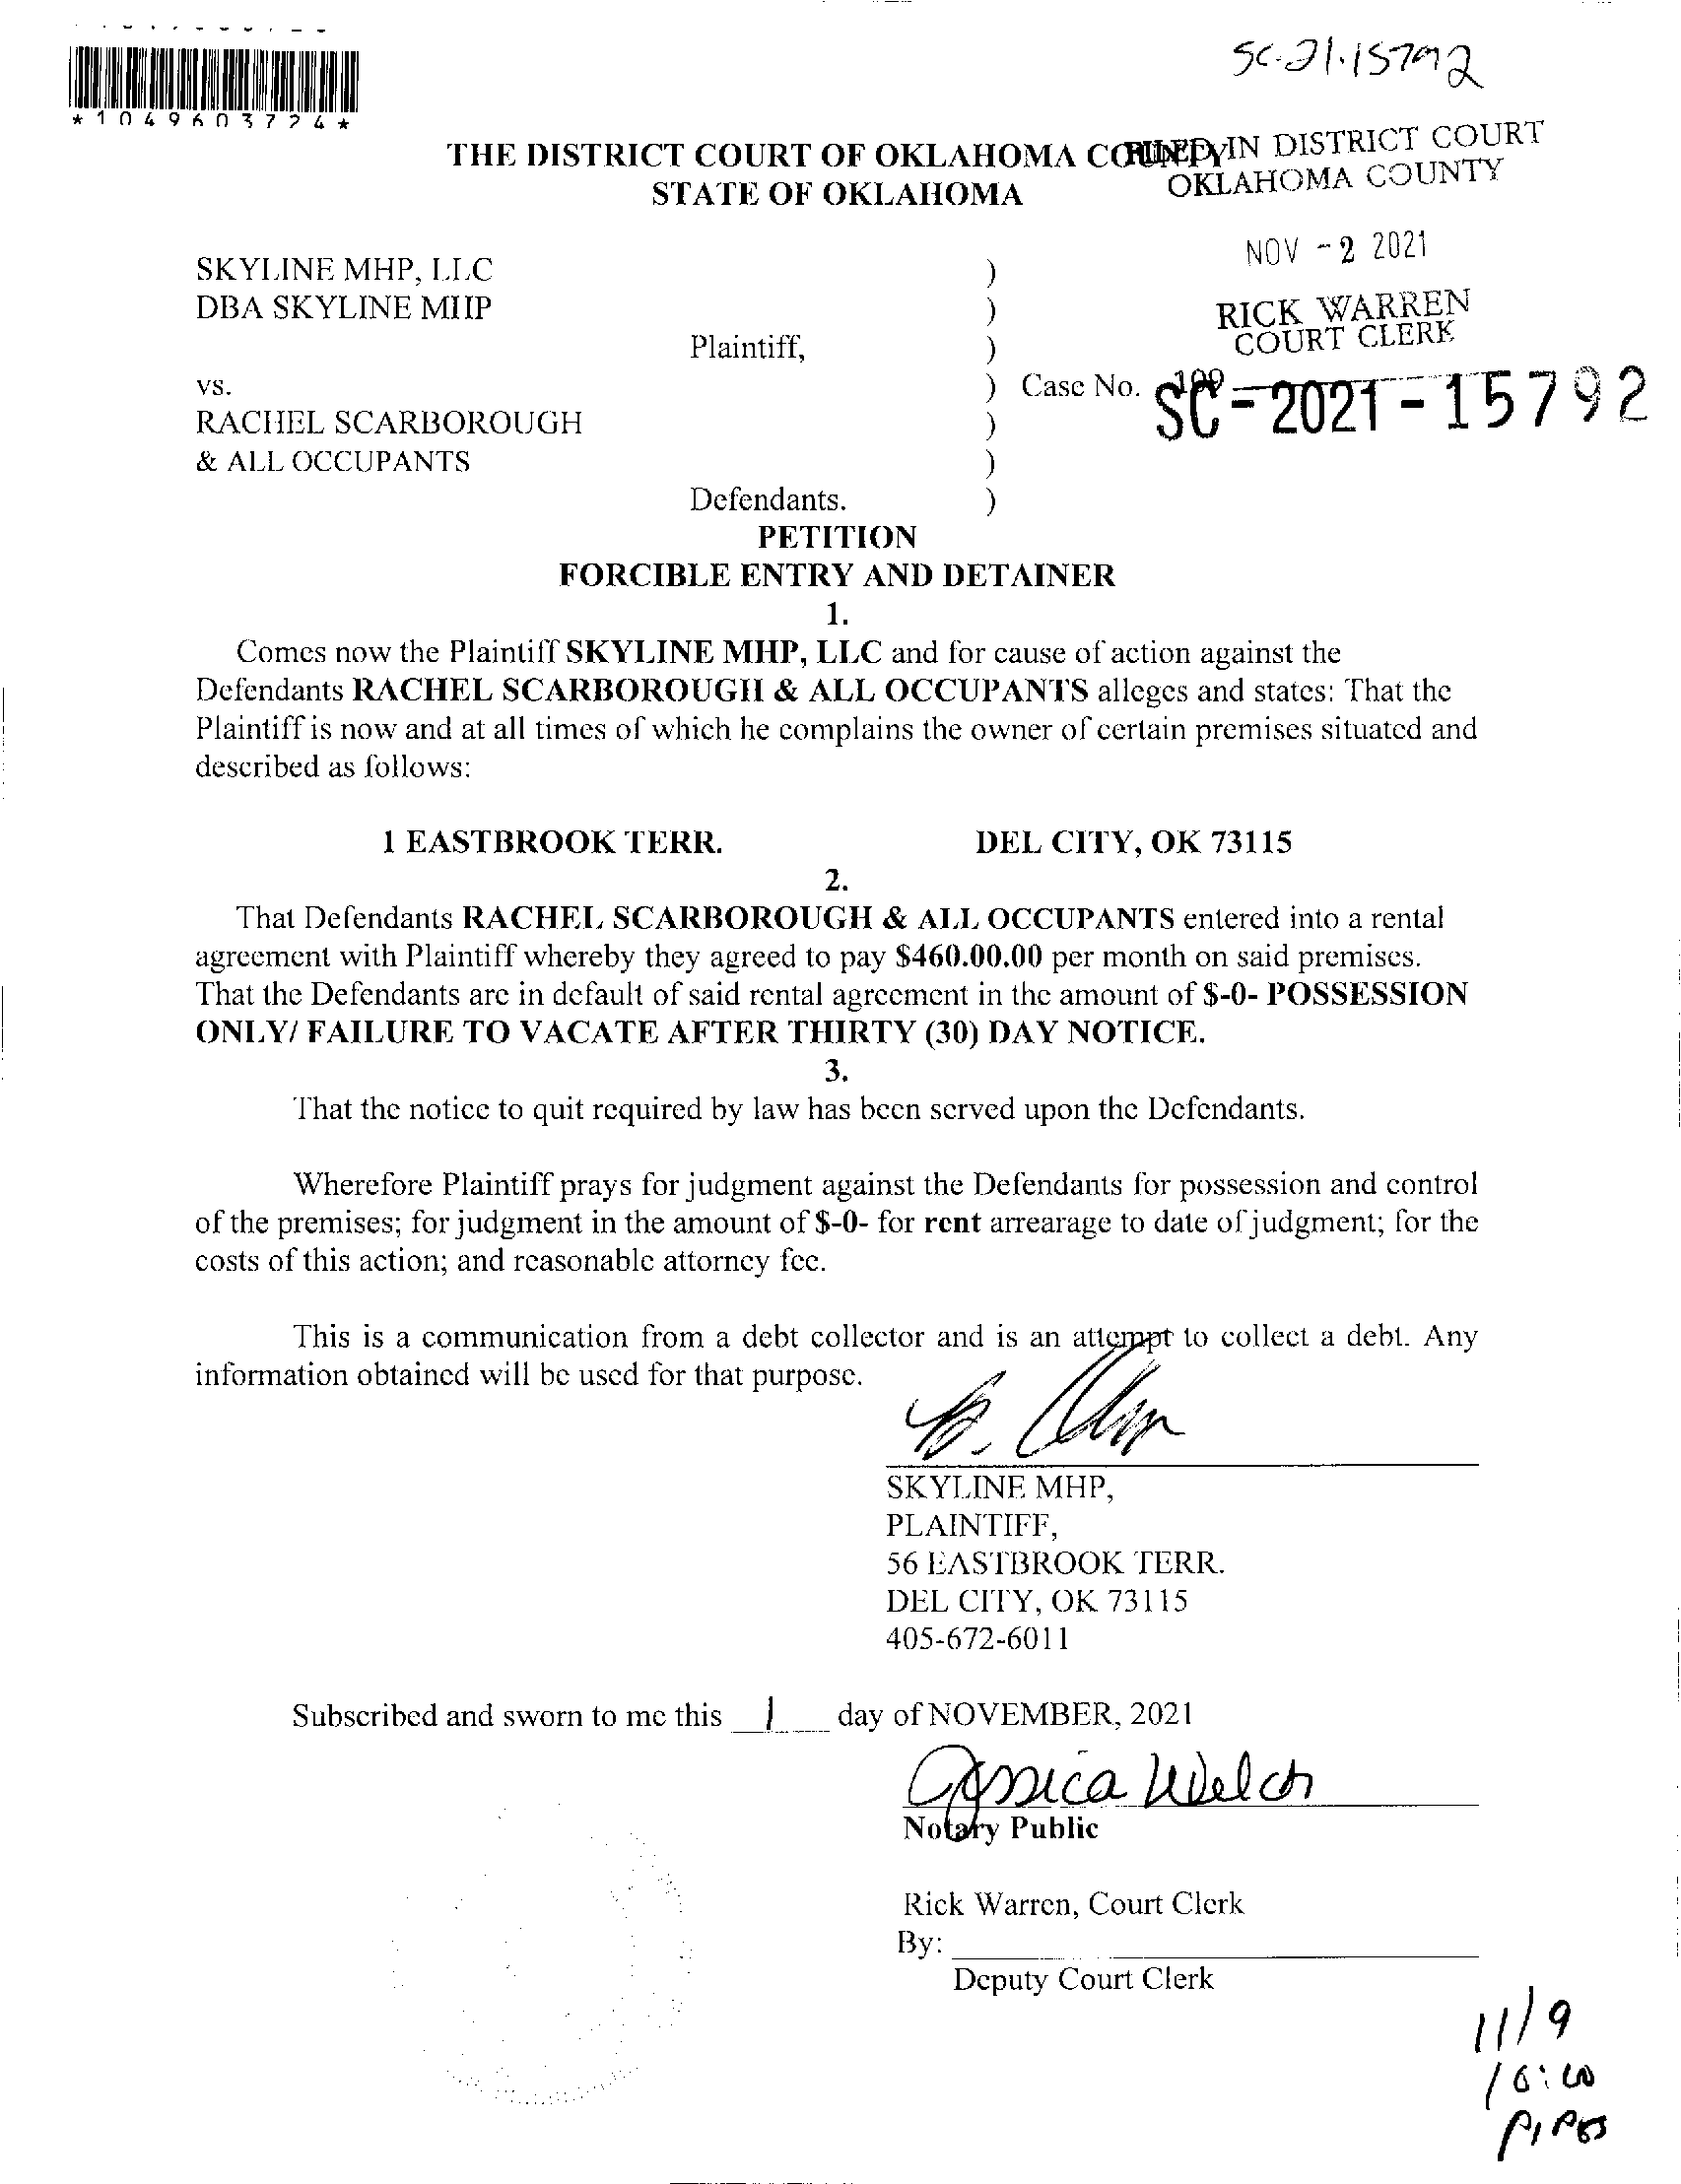 SC-21-15792
*1049603724*
THE DISTRICT COURT OF OKLAHOMA COUNTY
STATE OF OKLAHOMA
FILED IN DISTRICT COURT
OKLAHOMA COUNTY
NOV - 2 2021
RICK WARREN
COURT CLERK
109
SKYLINE MHP, LLC )
DBA SKYLINE MHP )
Plaintiff, )
vs. ) Case No. SC-2021-15792
RACHEL SCARBOROUGH )
& ALL OCCUPANTS )
Defendants. )
PETITION
FORCIBLE ENTRY AND DETAINER
1.
Comes now the Plaintiff SKYLINE MHP, LLC and for cause of action against the
Defendants RACHEL SCARBOROUGH & ALL OCCUPANTS alleges and states: That the
Plaintiff is now and at all times of which he complains the owner of certain premises situated and
described as follows:
1 EASTBROOK TERR. DEL CITY, OK 73115
2.
That Defendants RACHEL SCARBOROUGH & ALL OCCUPANTS entered into a rental
agreement with Plaintiff whereby they agreed to pay $460.00.00 per month on said premises.
That the Defendants are in default of said rental agreement in the amount of $-0- POSSESSION
ONLY/ FAILURE TO VACATE AFTER THIRTY (30) DAY NOTICE.
3.
That the notice to quit required by law has been served upon the Defendants.
Wherefore Plaintiff prays for judgment against the Defendants for possession and control
of the premises; for judgment in the amount of $-0- for rent arrearage to date of judgment; for the
costs of this action; and reasonable attorney fee.
This is a communication from a debt collector and is an attempt to collect a debt. Any
information obtained will be used for that purpose.
SKYLINE MHP,
PLAINTIFF,
56 EASTBROOK TERR.
DEL CITY, OK 73115
405-672-6011
Subscribed and sworn to me this 1 day of NOVEMBER, 2021
Jessica Welch
Notary Public
Rick Warren, Court Clerk
By:
Deputy Court Clerk
11/9